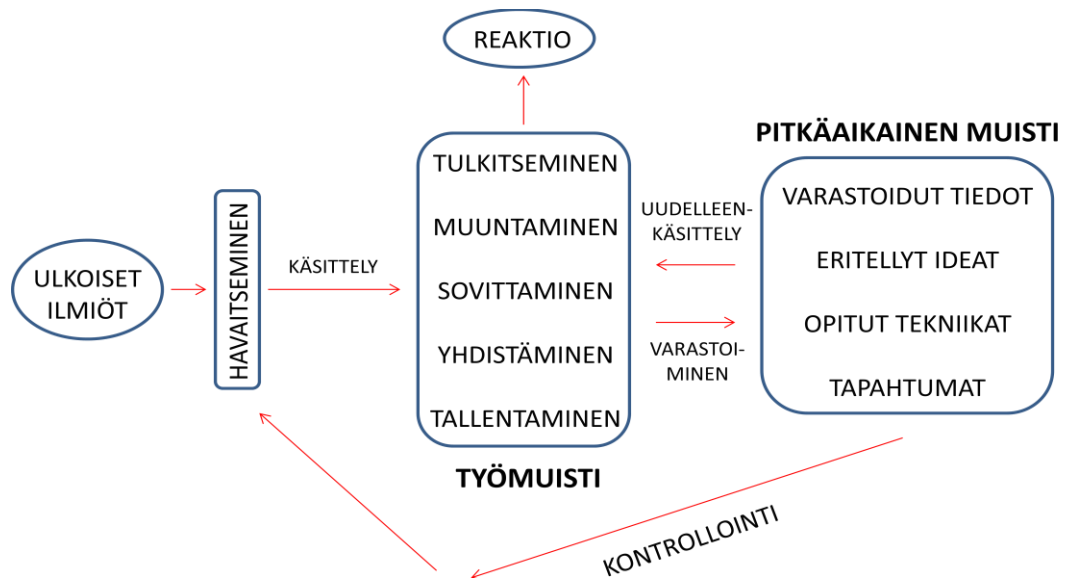 REAKTIO
PITKÄAIKAINEN MUISTI
ULKOISET
ILMIÖT
HAVAITSEMINEN
KÄSITTELY
TULKITSEMINEN
MUUNTAMINEN
SOVITTAMINEN
YHDISTÄMINEN
TALLENTAMINEN
TYÖMUISTI
UUDELLEEN-
KÄSITTELY
VARASTOI-
MINEN
VARASTOIDUT TIEDOT
ERITELLYT IDEAT
OPITUT TEKNIIKAT
TAPAHTUMAT
KONTROLLOINTI